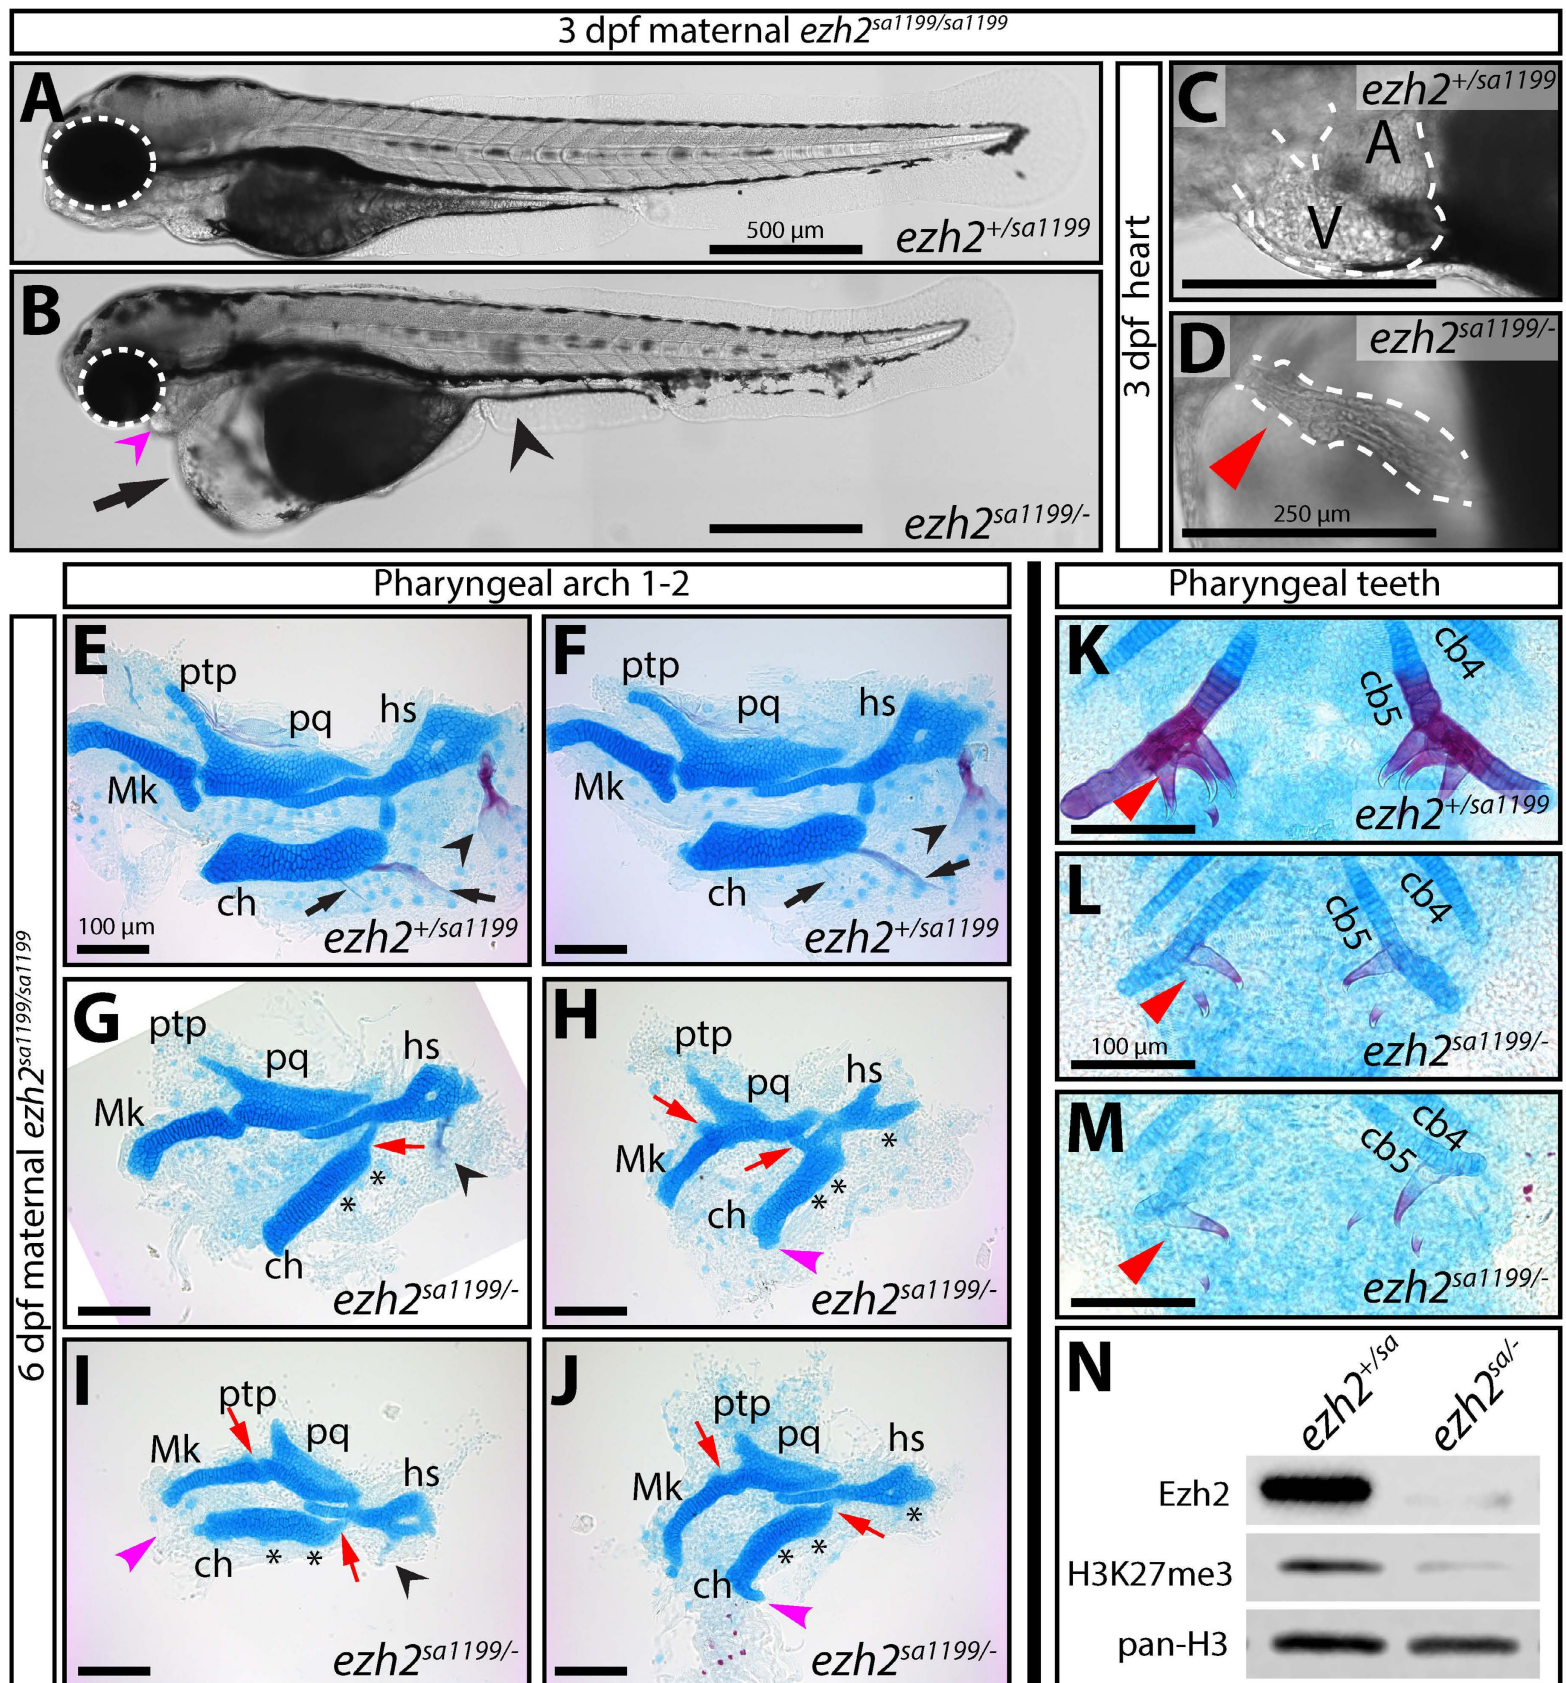 3 dpf maternal ezh2sa1199/sa1199
A
500 µm
ezh2+/sa1199
B
ezh2sa1199/-
3 dpf heart
C
ezh2+/sa1199
A
V
D
ezh2sa1199/-
250 µm
Pharyngeal arch 1-2
Pharyngeal teeth
6 dpf maternal ezh2sa1199/sa1199
E
ptp
pq
hs
Mk
ch
100 µm
ezh2+/sa1199
F
ptp
pq
hs
Mk
ch
ezh2+/sa1199
G
ptp
pq
hs
Mk
*
*
ch
ezh2sa1199/-
H
ptp
pq
hs
*
Mk
*
*
ch
ezh2sa1199/-
I
ptp
Mk
pq
hs
ch
*
*
ezh2sa1199/-
J
ptp
pq
hs
Mk
*
*
*
ch
ezh2sa1199/-
K
cb4
cb5
ezh2+/sa1199
L
cb4
cb5
100 µm
ezh2sa1199/-
M
cb4
cb5
ezh2sa1199/-
N
ezh2+/sa
ezh2sa/-
Ezh2
H3K27me3
pan-H3